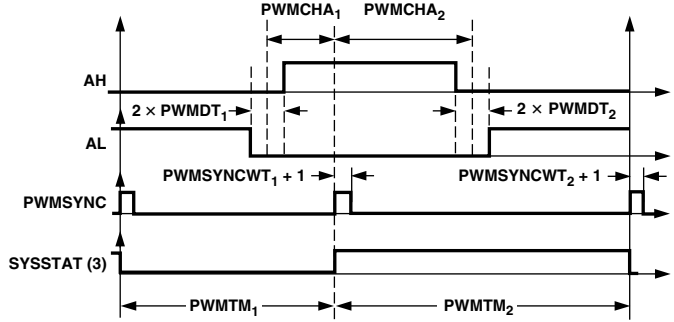 PWMCHA₁ PWMCHA₂
AH
2 × PWMDT₁ 2 × PWMDT₂
AL
PWMSYNCWT₁ + 1 PWMSYNCWT₂ + 1
PWMSYNC
SYSSTAT (3)
PWMTM₁ PWMTM₂